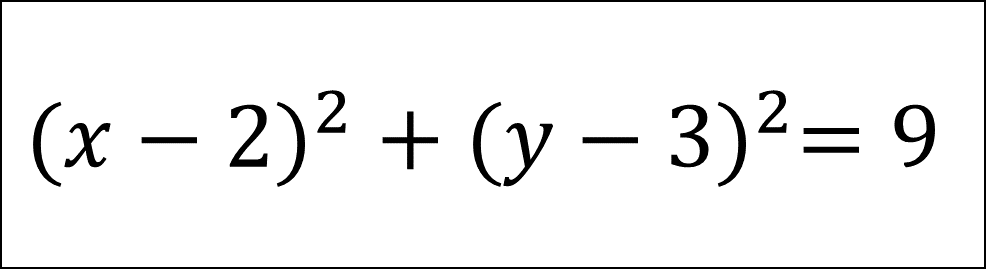 (x − 2)² + (y − 3)² = 9